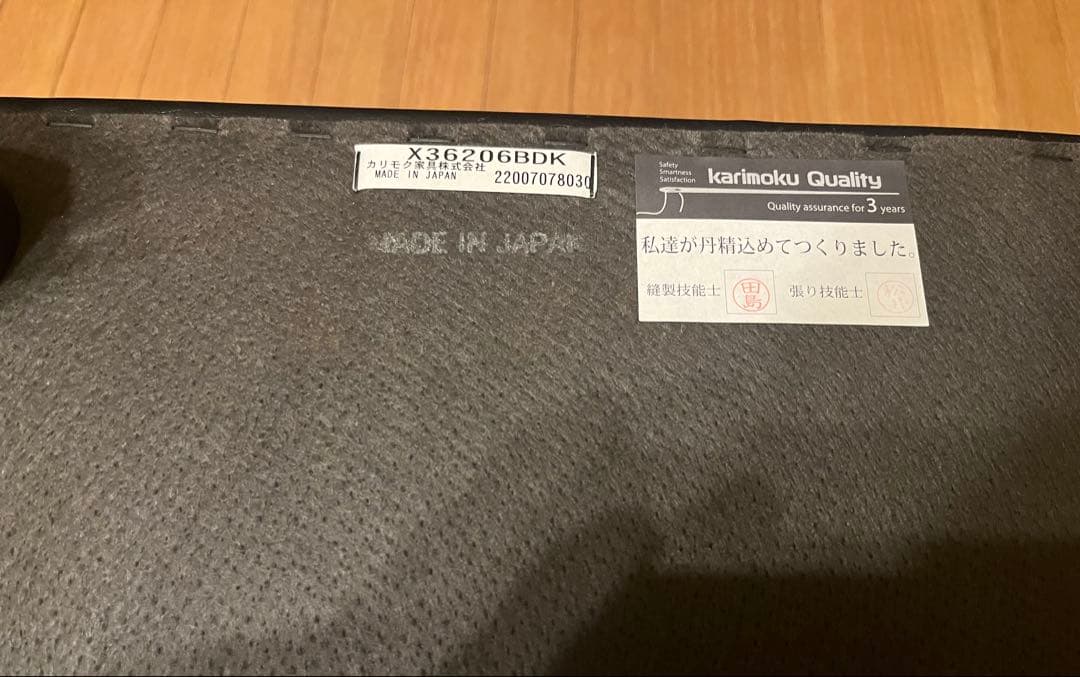 X36206BDK
カリモク家具株式会社
MADE IN JAPAN 22007078030
MADE IN JAPAN
Safety
Smartness
Satisfaction
karimoku Quality
Quality assurance for 3 years
私達が丹精込めてつくりました。
縫製技能士 田島 張り技能士